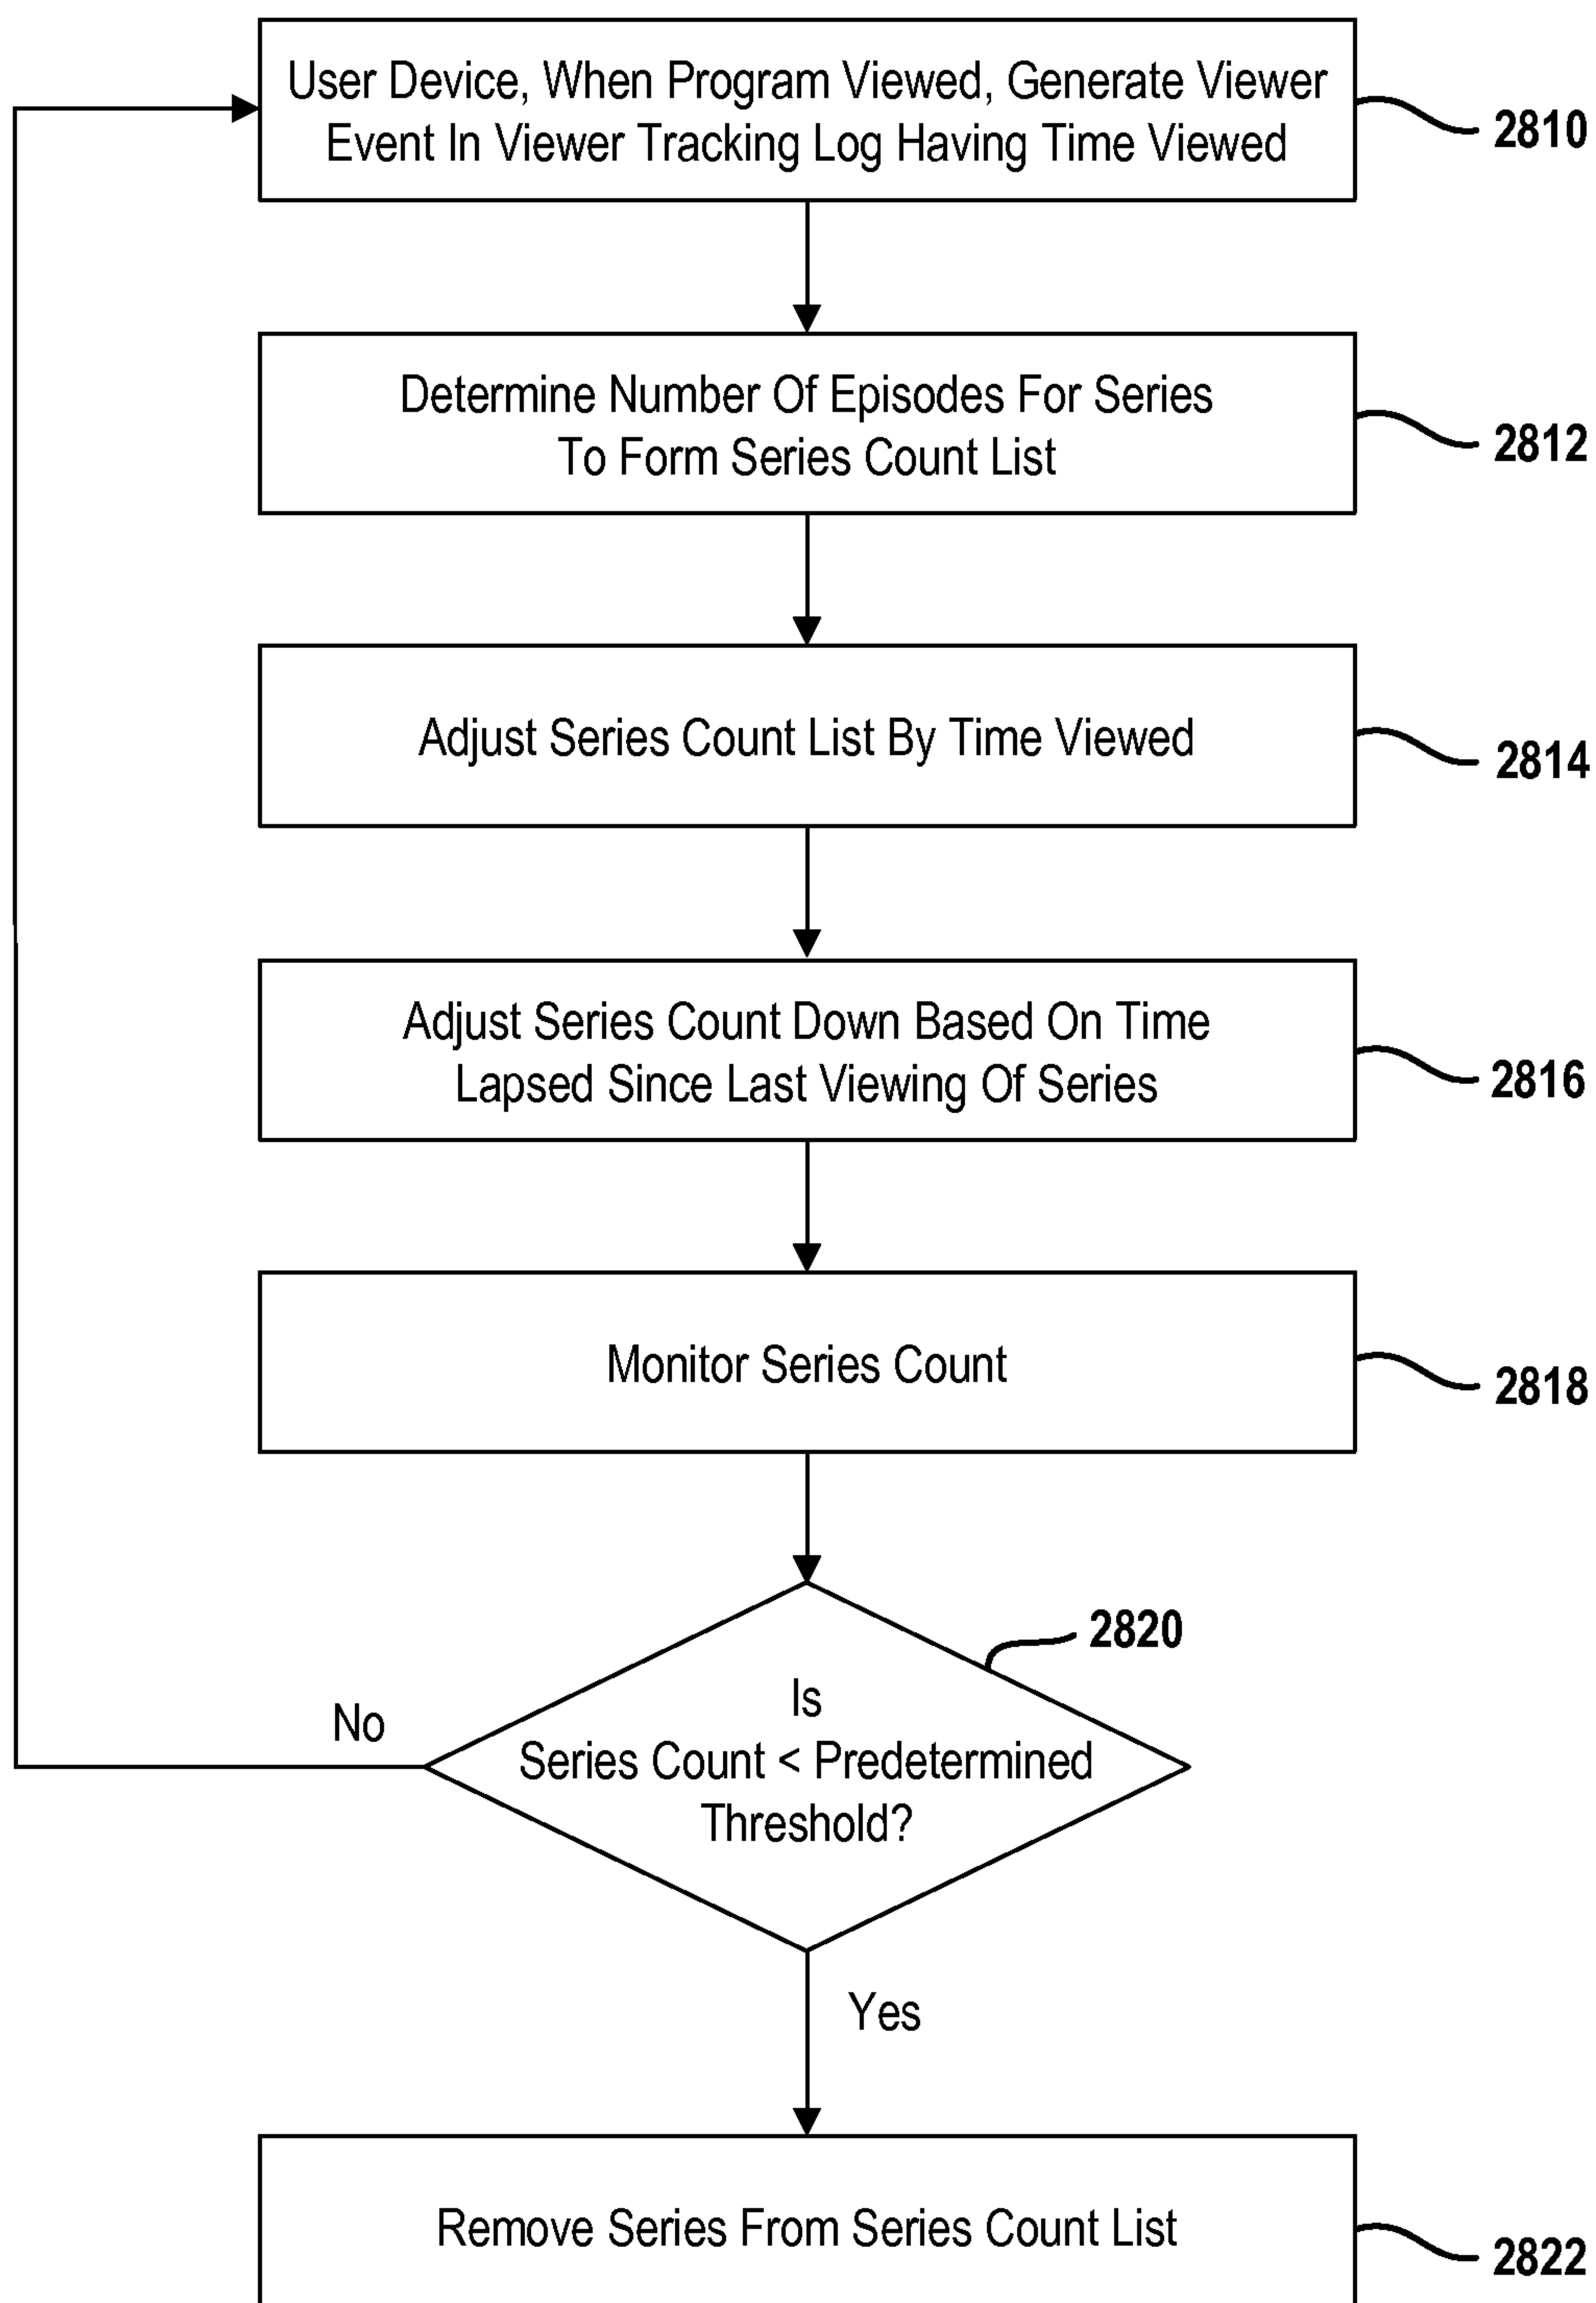 User Device, When Program Viewed, Generate Viewer
Event In Viewer Tracking Log Having Time Viewed
2810
Determine Number Of Episodes For Series
To Form Series Count List
2812
Adjust Series Count List By Time Viewed
2814
Adjust Series Count Down Based On Time
Lapsed Since Last Viewing Of Series
2816
Monitor Series Count
2818
2820
Is
Series Count < Predetermined
Threshold?
No
Yes
Remove Series From Series Count List
2822